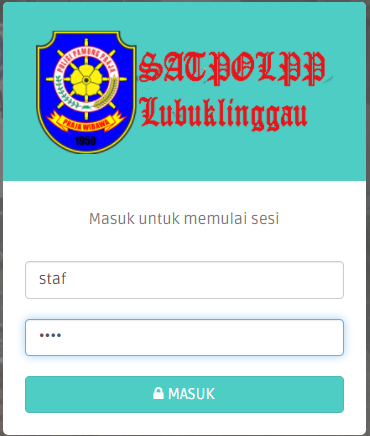 POLISI PAMONG PRAJA
PRAJA WIBAWA
1950
SATPOLPP
Lubuklinggau
Masuk untuk memulai sesi
staf
••••
MASUK